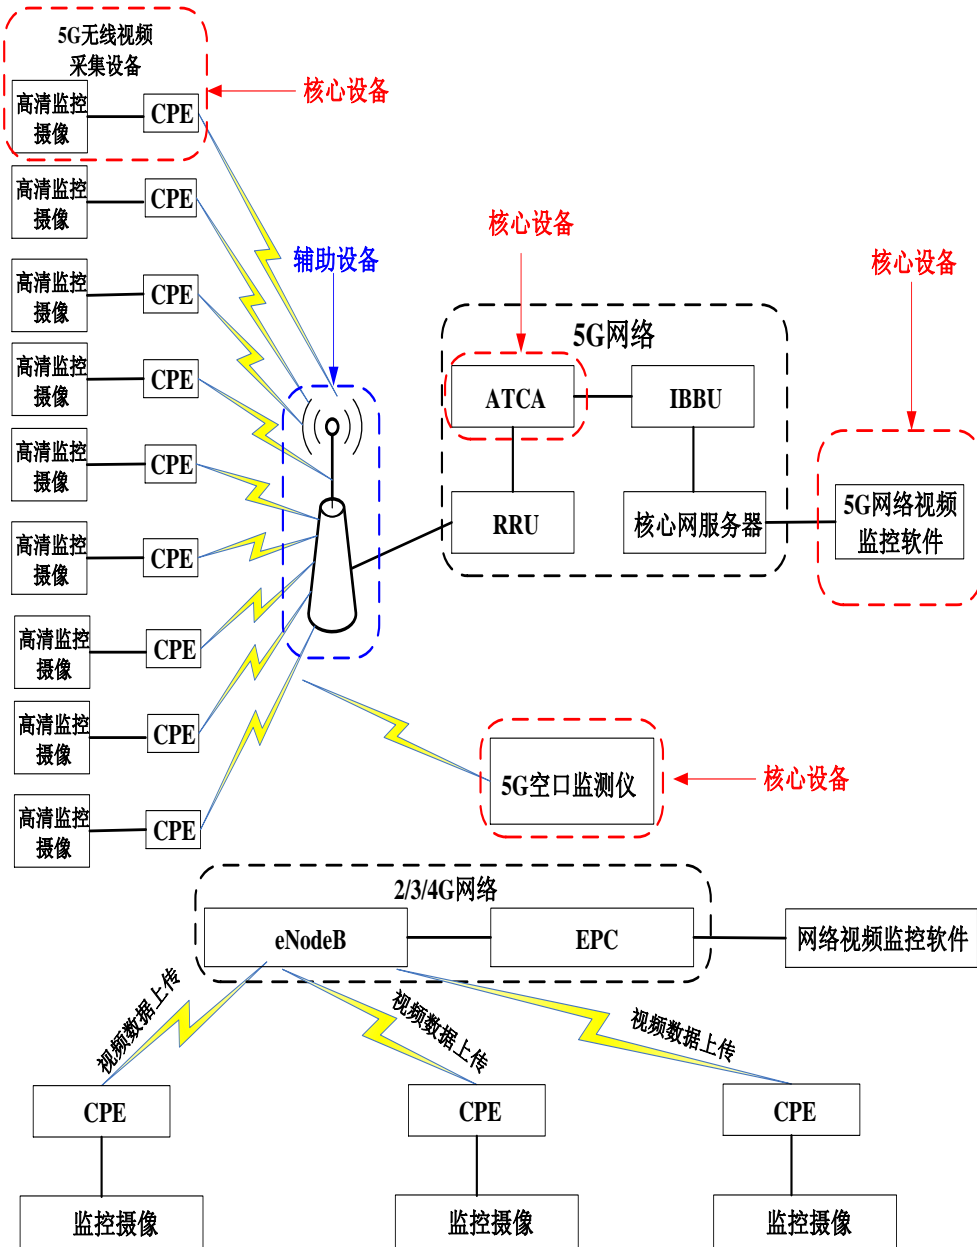 5G无线视频
采集设备
高清监控
摄像
CPE
核心设备
高清监控
摄像
CPE
高清监控
摄像
CPE
高清监控
摄像
CPE
高清监控
摄像
CPE
高清监控
摄像
CPE
高清监控
摄像
CPE
高清监控
摄像
CPE
高清监控
摄像
CPE
辅助设备
核心设备
5G网络
ATCA
IBBU
RRU
核心网服务器
核心设备
5G网络视频
监控软件
5G空口监测仪
核心设备
2/3/4G网络
eNodeB
EPC
网络视频监控软件
视频数据上传
视频数据上传
视频数据上传
CPE
CPE
CPE
监控摄像
监控摄像
监控摄像